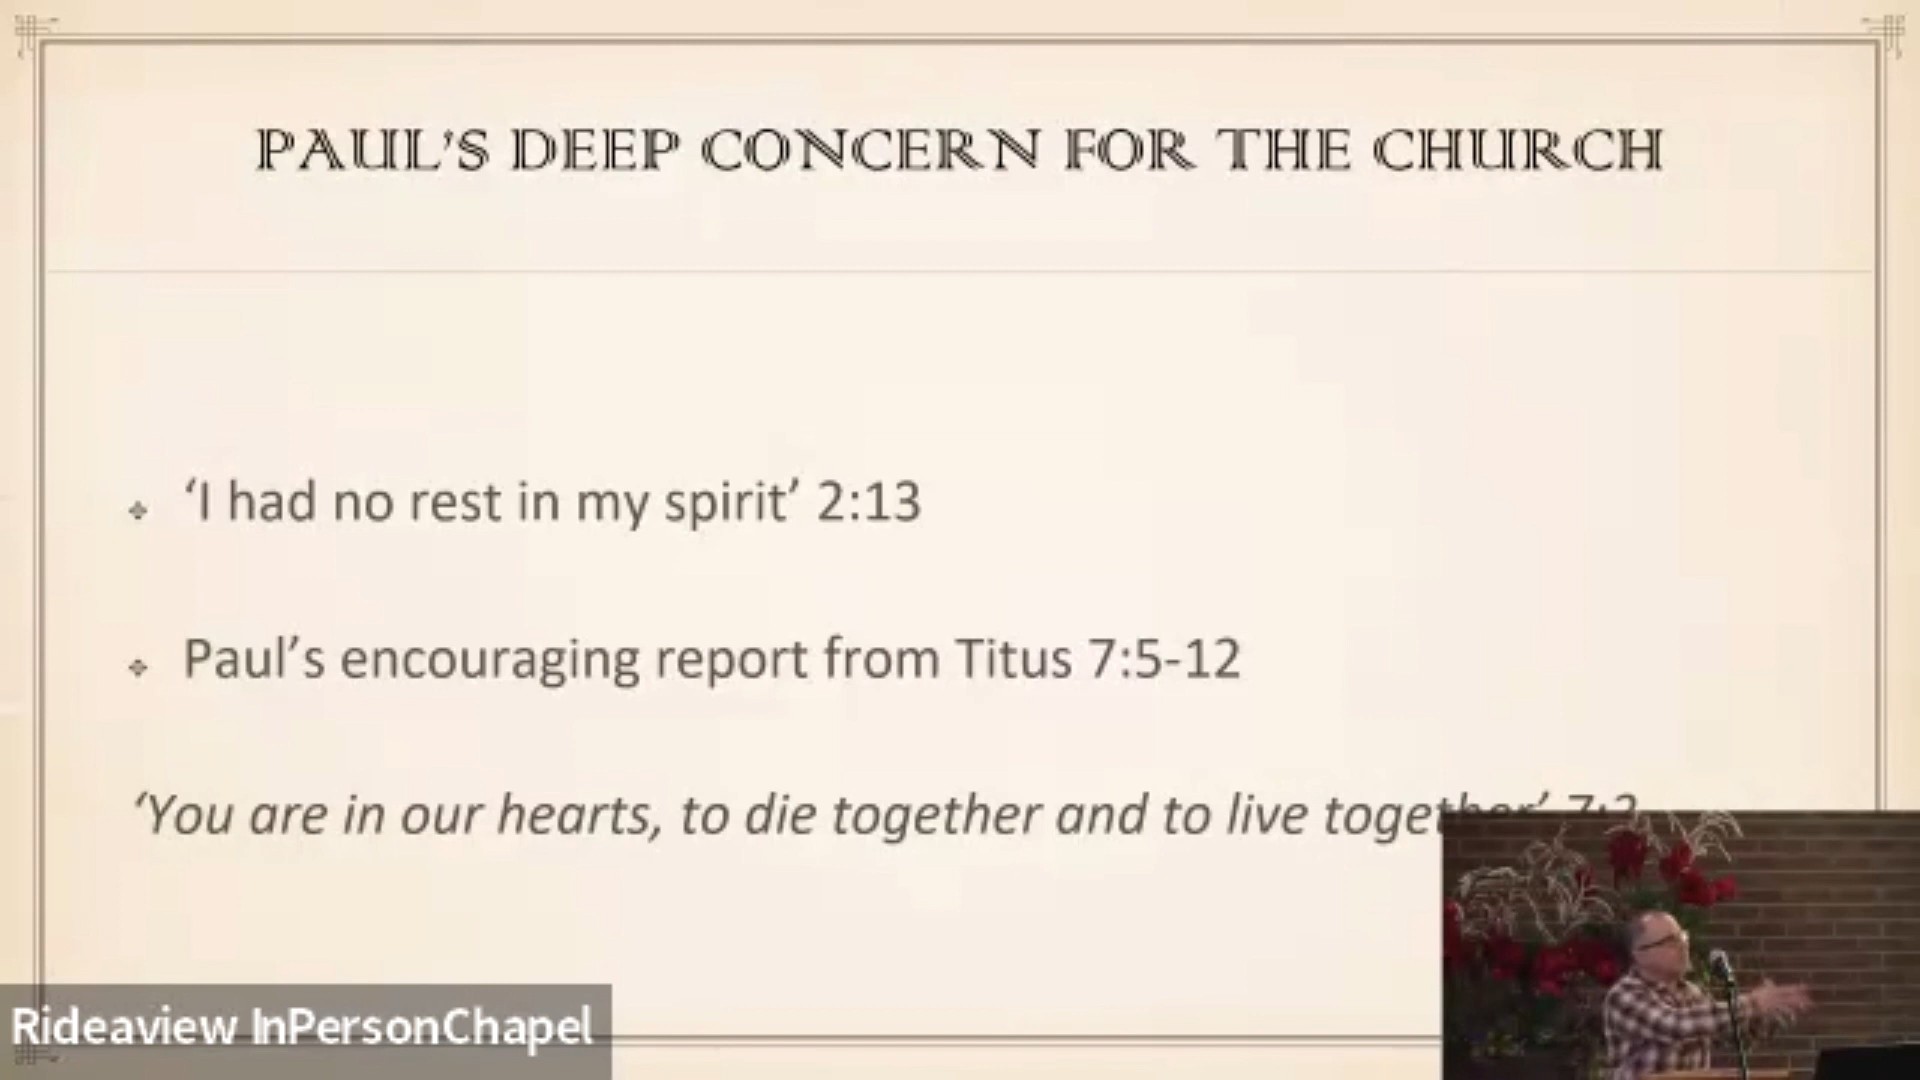 PAUL’S DEEP CONCERN FOR THE CHURCH
‘I had no rest in my spirit’ 2:13
Paul’s encouraging report from Titus 7:5-12
‘You are in our hearts, to die together and to live together’
Rideaview InPersonChapel